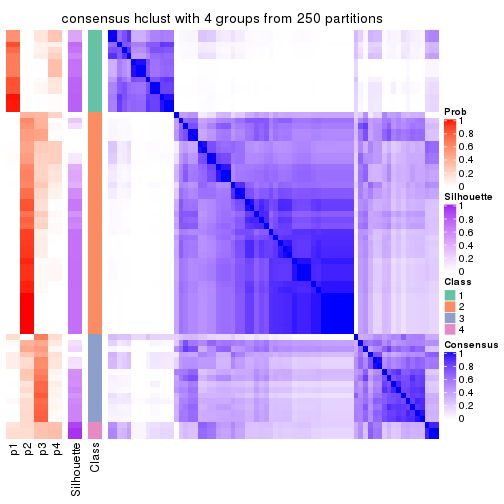 consensus hclust with 4 groups from 250 partitions
Prob
1
0.8
0.6
0.4
0.2
0
Silhouette
1
0.8
0.6
0.4
0.2
0
Class
1
2
3
4
Consensus
1
0.8
0.6
0.4
0.2
0
p1
p2
p3
p4
Silhouette
Class